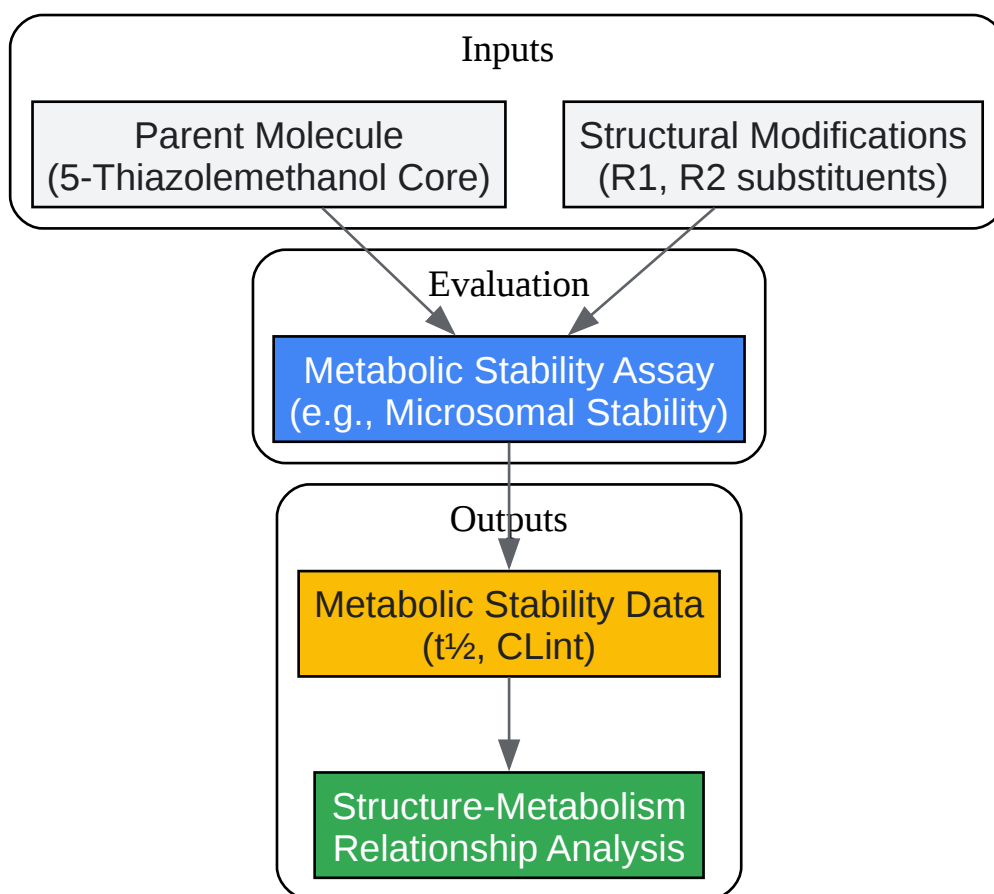 Inputs
Parent Molecule
(5-Thiazolemethanol Core)
Structural Modifications
(R1, R2 substituents)
Evaluation
Metabolic Stability Assay
(e.g., Microsomal Stability)
Outputs
Metabolic Stability Data
(t½, CLint)
Structure-Metabolism
Relationship Analysis